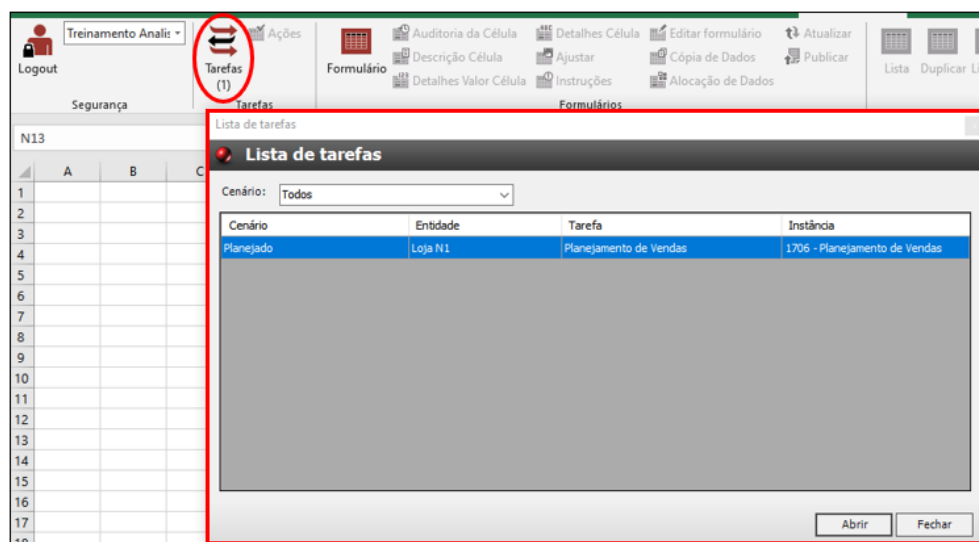 Treinamento Analis
Logout
Segurança
Tarefas
(1)
Ações
Tarefas
Formulário
Auditoria da Célula
Descrição Célula
Detalhes Valor Célula
Detalhes Célula
Ajustar
Instruções
Editar formulário
Cópia de Dados
Alocação de Dados
Atualizar
Publicar
Formulários
Lista
Duplicar
N13
Lista de tarefas
Lista de tarefas
Cenário:
Todos
Cenário Entidade Tarefa Instância
Planejado Loja N1 Planejamento de Vendas 1706 - Planejamento de Vendas
Abrir Fechar
A B C
1
2
3
4
5
6
7
8
9
10
11
12
13
14
15
16
17
18